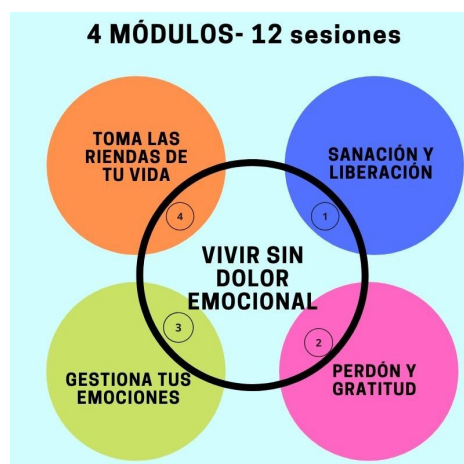 4 MÓDULOS- 12 sesiones
TOMA LAS
RIENDAS DE
TU VIDA
4
SANACIÓN Y
LIBERACIÓN
1
VIVIR SIN
DOLOR
EMOCIONAL
3
GESTIONA TUS
EMOCIONES
2
PERDÓN Y
GRATITUD